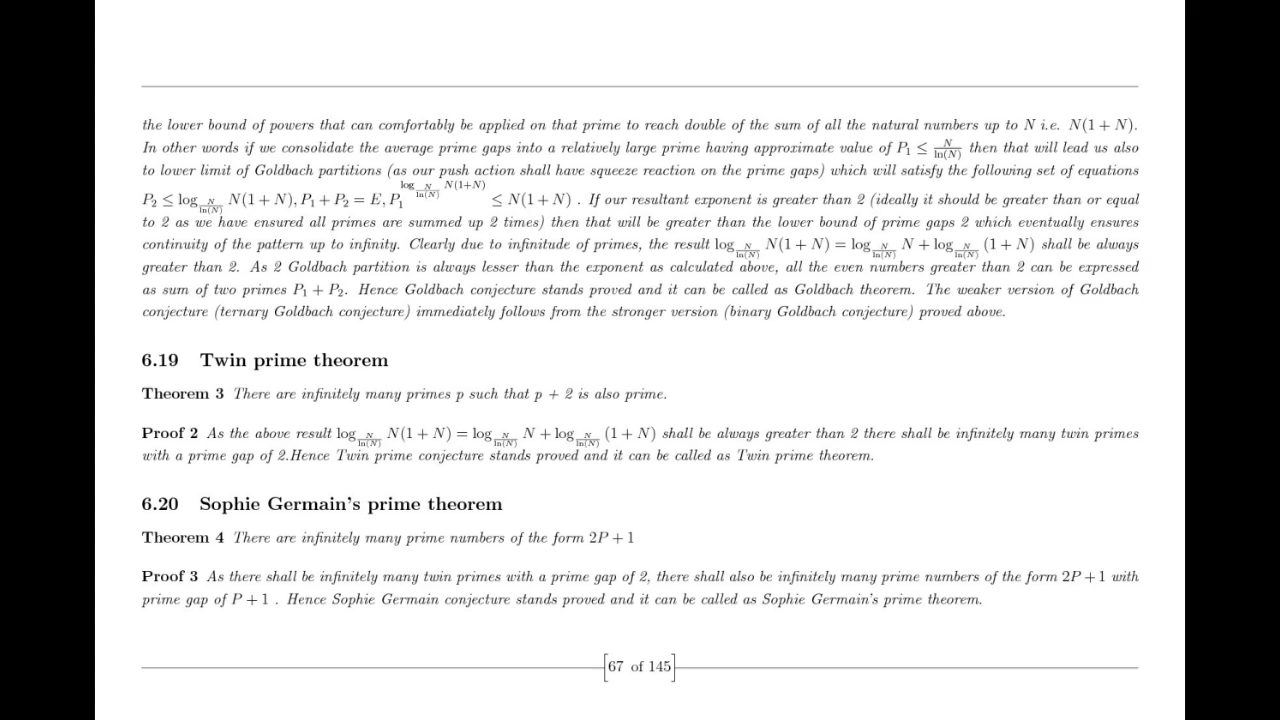 the lower bound of powers that can comfortably be applied on that prime to reach double of the sum of all the natural numbers up to N i.e. N(1 + N).
In other words if we consolidate the average prime gaps into a relatively large prime having approximate value of P₁ ≤ N/ln(N) then that will lead us also
to lower limit of Goldbach partitions (as our push action shall have squeeze reaction on the prime gaps) which will satisfy the following set of equations
P₂ ≤ log_{N/ln(N)} N(1 + N), P₁ + P₂ = E, P₁^{log_{N/ln(N)} N(1+N)} ≤ N(1 + N) . If our resultant exponent is greater than 2 (ideally it should be greater than or equal
to 2 as we have ensured all primes are summed up 2 times) then that will be greater than the lower bound of prime gaps 2 which eventually ensures
continuity of the pattern up to infinity. Clearly due to infinitude of primes, the result log_{N/ln(N)} N(1 + N) = log_{N/ln(N)} N + log_{N/ln(N)} (1 + N) shall be always
greater than 2. As 2 Goldbach partition is always lesser than the exponent as calculated above, all the even numbers greater than 2 can be expressed
as sum of two primes P₁ + P₂. Hence Goldbach conjecture stands proved and it can be called as Goldbach theorem. The weaker version of Goldbach
conjecture (ternary Goldbach conjecture) immediately follows from the stronger version (binary Goldbach conjecture) proved above.
6.19 Twin prime theorem
Theorem 3 There are infinitely many primes p such that p + 2 is also prime.
Proof 2 As the above result log_{N/ln(N)} N(1 + N) = log_{N/ln(N)} N + log_{N/ln(N)} (1 + N) shall be always greater than 2 there shall be infinitely many twin primes
with a prime gap of 2.Hence Twin prime conjecture stands proved and it can be called as Twin prime theorem.
6.20 Sophie Germain's prime theorem
Theorem 4 There are infinitely many prime numbers of the form 2P + 1
Proof 3 As there shall be infinitely many twin primes with a prime gap of 2, there shall also be infinitely many prime numbers of the form 2P + 1 with
prime gap of P + 1 . Hence Sophie Germain conjecture stands proved and it can be called as Sophie Germain's prime theorem.
[67 of 145]